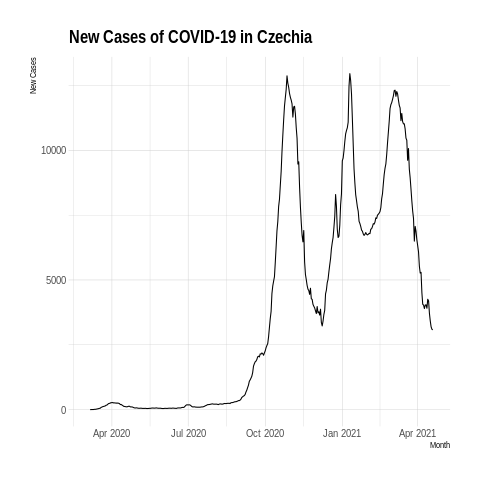 New Cases of COVID-19 in Czechia
New Cases
10000
5000
0
Apr 2020 Jul 2020 Oct 2020 Jan 2021 Apr 2021
Month